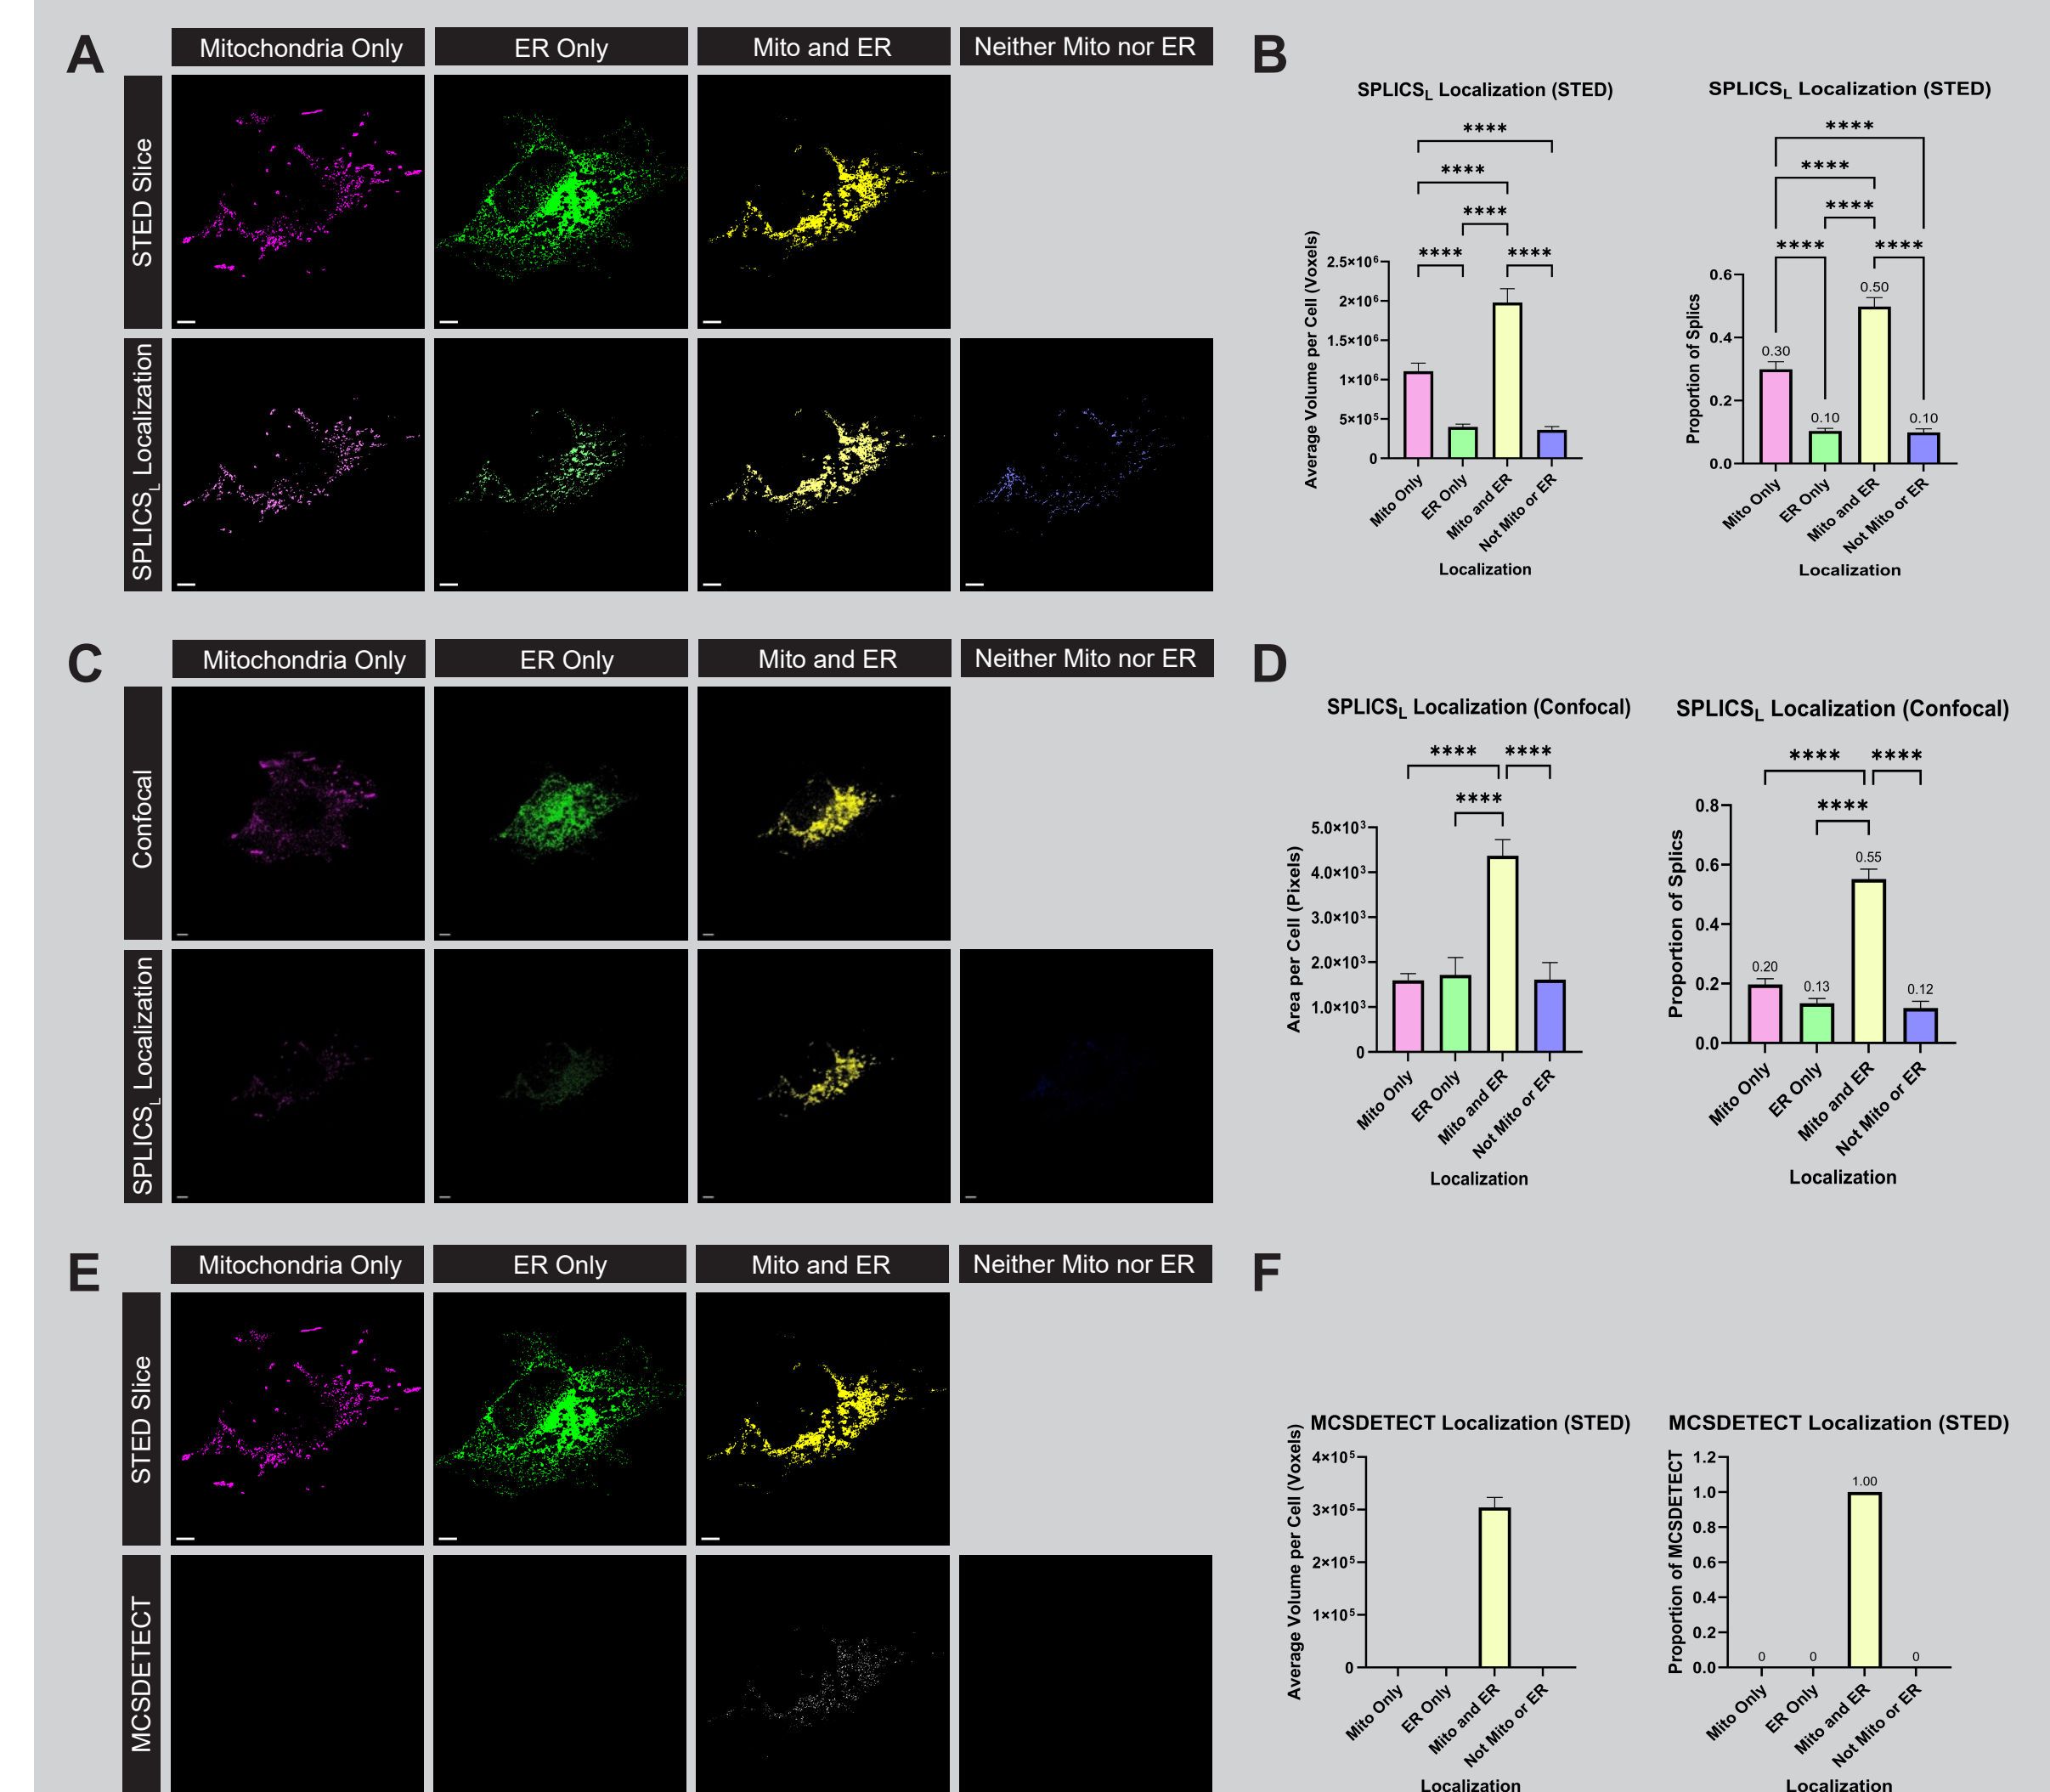 A
Mitochondria Only
ER Only
Mito and ER
Neither Mito nor ER
STED Slice
SPLICSL Localization
B
SPLICSL Localization (STED)
****
****
****
**** ****
Average Volume per Cell (Voxels)
2.5×10⁶
2×10⁶
1.5×10⁶
1×10⁶
5×10⁵
0
Mito Only
ER Only
Mito and ER
Not Mito or ER
Localization
SPLICSL Localization (STED)
****
****
****
**** ****
Proportion of Splics
0.6
0.4
0.2
0.0
0.30
0.10
0.50
0.10
Mito Only
ER Only
Mito and ER
Not Mito or ER
Localization
C
Mitochondria Only
ER Only
Mito and ER
Neither Mito nor ER
Confocal
SPLICSL Localization
D
SPLICSL Localization (Confocal)
**** ****
****
Area per Cell (Pixels)
5.0×10³
4.0×10³
3.0×10³
2.0×10³
1.0×10³
0
Mito Only
ER Only
Mito and ER
Not Mito or ER
Localization
SPLICSL Localization (Confocal)
**** ****
****
Proportion of Splics
0.8
0.6
0.4
0.2
0.0
0.20
0.13
0.55
0.12
Mito Only
ER Only
Mito and ER
Not Mito or ER
Localization
E
Mitochondria Only
ER Only
Mito and ER
Neither Mito nor ER
STED Slice
MCSDETECT
F
MCSDETECT Localization (STED)
Average Volume per Cell (Voxels)
4×10⁵
3×10⁵
2×10⁵
1×10⁵
0
Mito Only
ER Only
Mito and ER
Not Mito or ER
Localization
MCSDETECT Localization (STED)
Proportion of MCSDETECT
1.2
1.0
0.8
0.6
0.4
0.2
0.0
0
0
1.00
0
Mito Only
ER Only
Mito and ER
Not Mito or ER
Localization